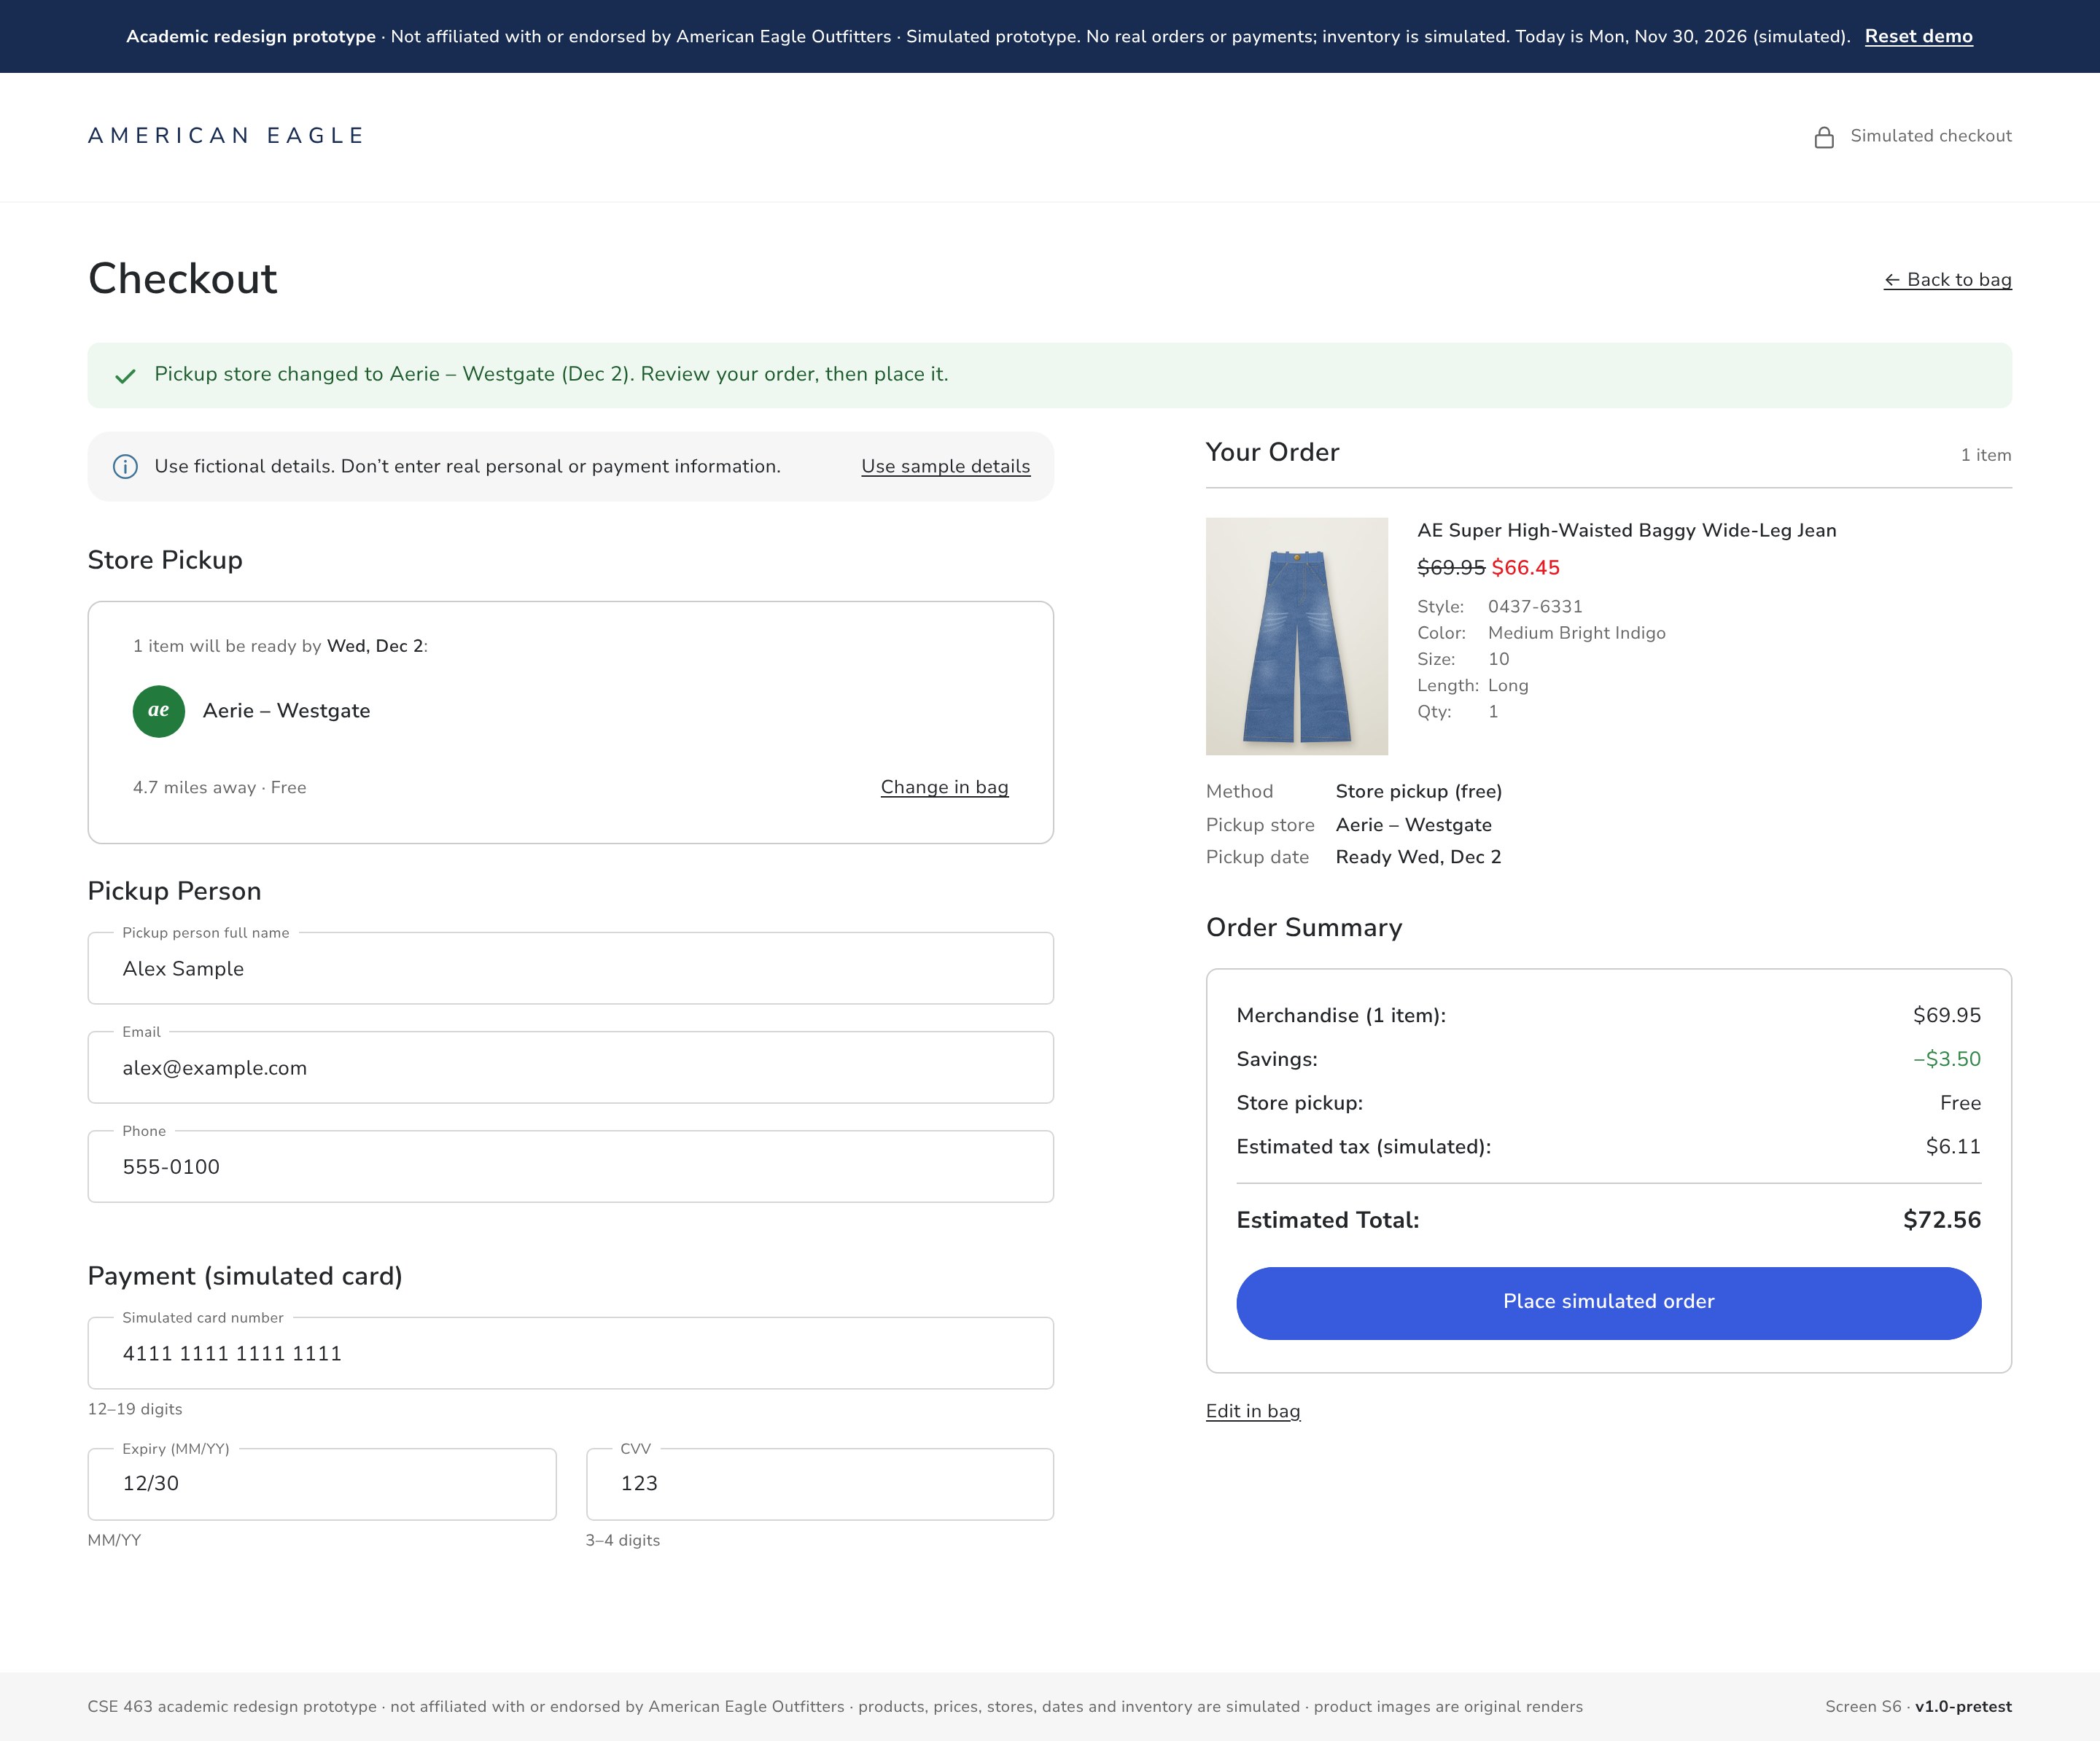 Academic redesign prototype · Not affiliated with or endorsed by American Eagle Outfitters · Simulated prototype. No real orders or payments; inventory is simulated. Today is Mon, Nov 30, 2026 (simulated). Reset demo
AMERICAN EAGLE
Simulated checkout
Checkout
← Back to bag
Pickup store changed to Aerie – Westgate (Dec 2). Review your order, then place it.
Use fictional details. Don’t enter real personal or payment information. Use sample details
Store Pickup
1 item will be ready by Wed, Dec 2:
ae Aerie – Westgate
4.7 miles away · Free
Change in bag
Pickup Person
Pickup person full name
Alex Sample
Email
alex@example.com
Phone
555-0100
Payment (simulated card)
Simulated card number
4111 1111 1111 1111
12–19 digits
Expiry (MM/YY)
12/30
MM/YY
CVV
123
3–4 digits
Your Order
1 item
AE Super High-Waisted Baggy Wide-Leg Jean
$69.95 $66.45
Style: 0437-6331
Color: Medium Bright Indigo
Size: 10
Length: Long
Qty: 1
Method Store pickup (free)
Pickup store Aerie – Westgate
Pickup date Ready Wed, Dec 2
Order Summary
Merchandise (1 item): $69.95
Savings: –$3.50
Store pickup: Free
Estimated tax (simulated): $6.11
Estimated Total: $72.56
Place simulated order
Edit in bag
CSE 463 academic redesign prototype · not affiliated with or endorsed by American Eagle Outfitters · products, prices, stores, dates and inventory are simulated · product images are original renders
Screen S6 · v1.0-pretest